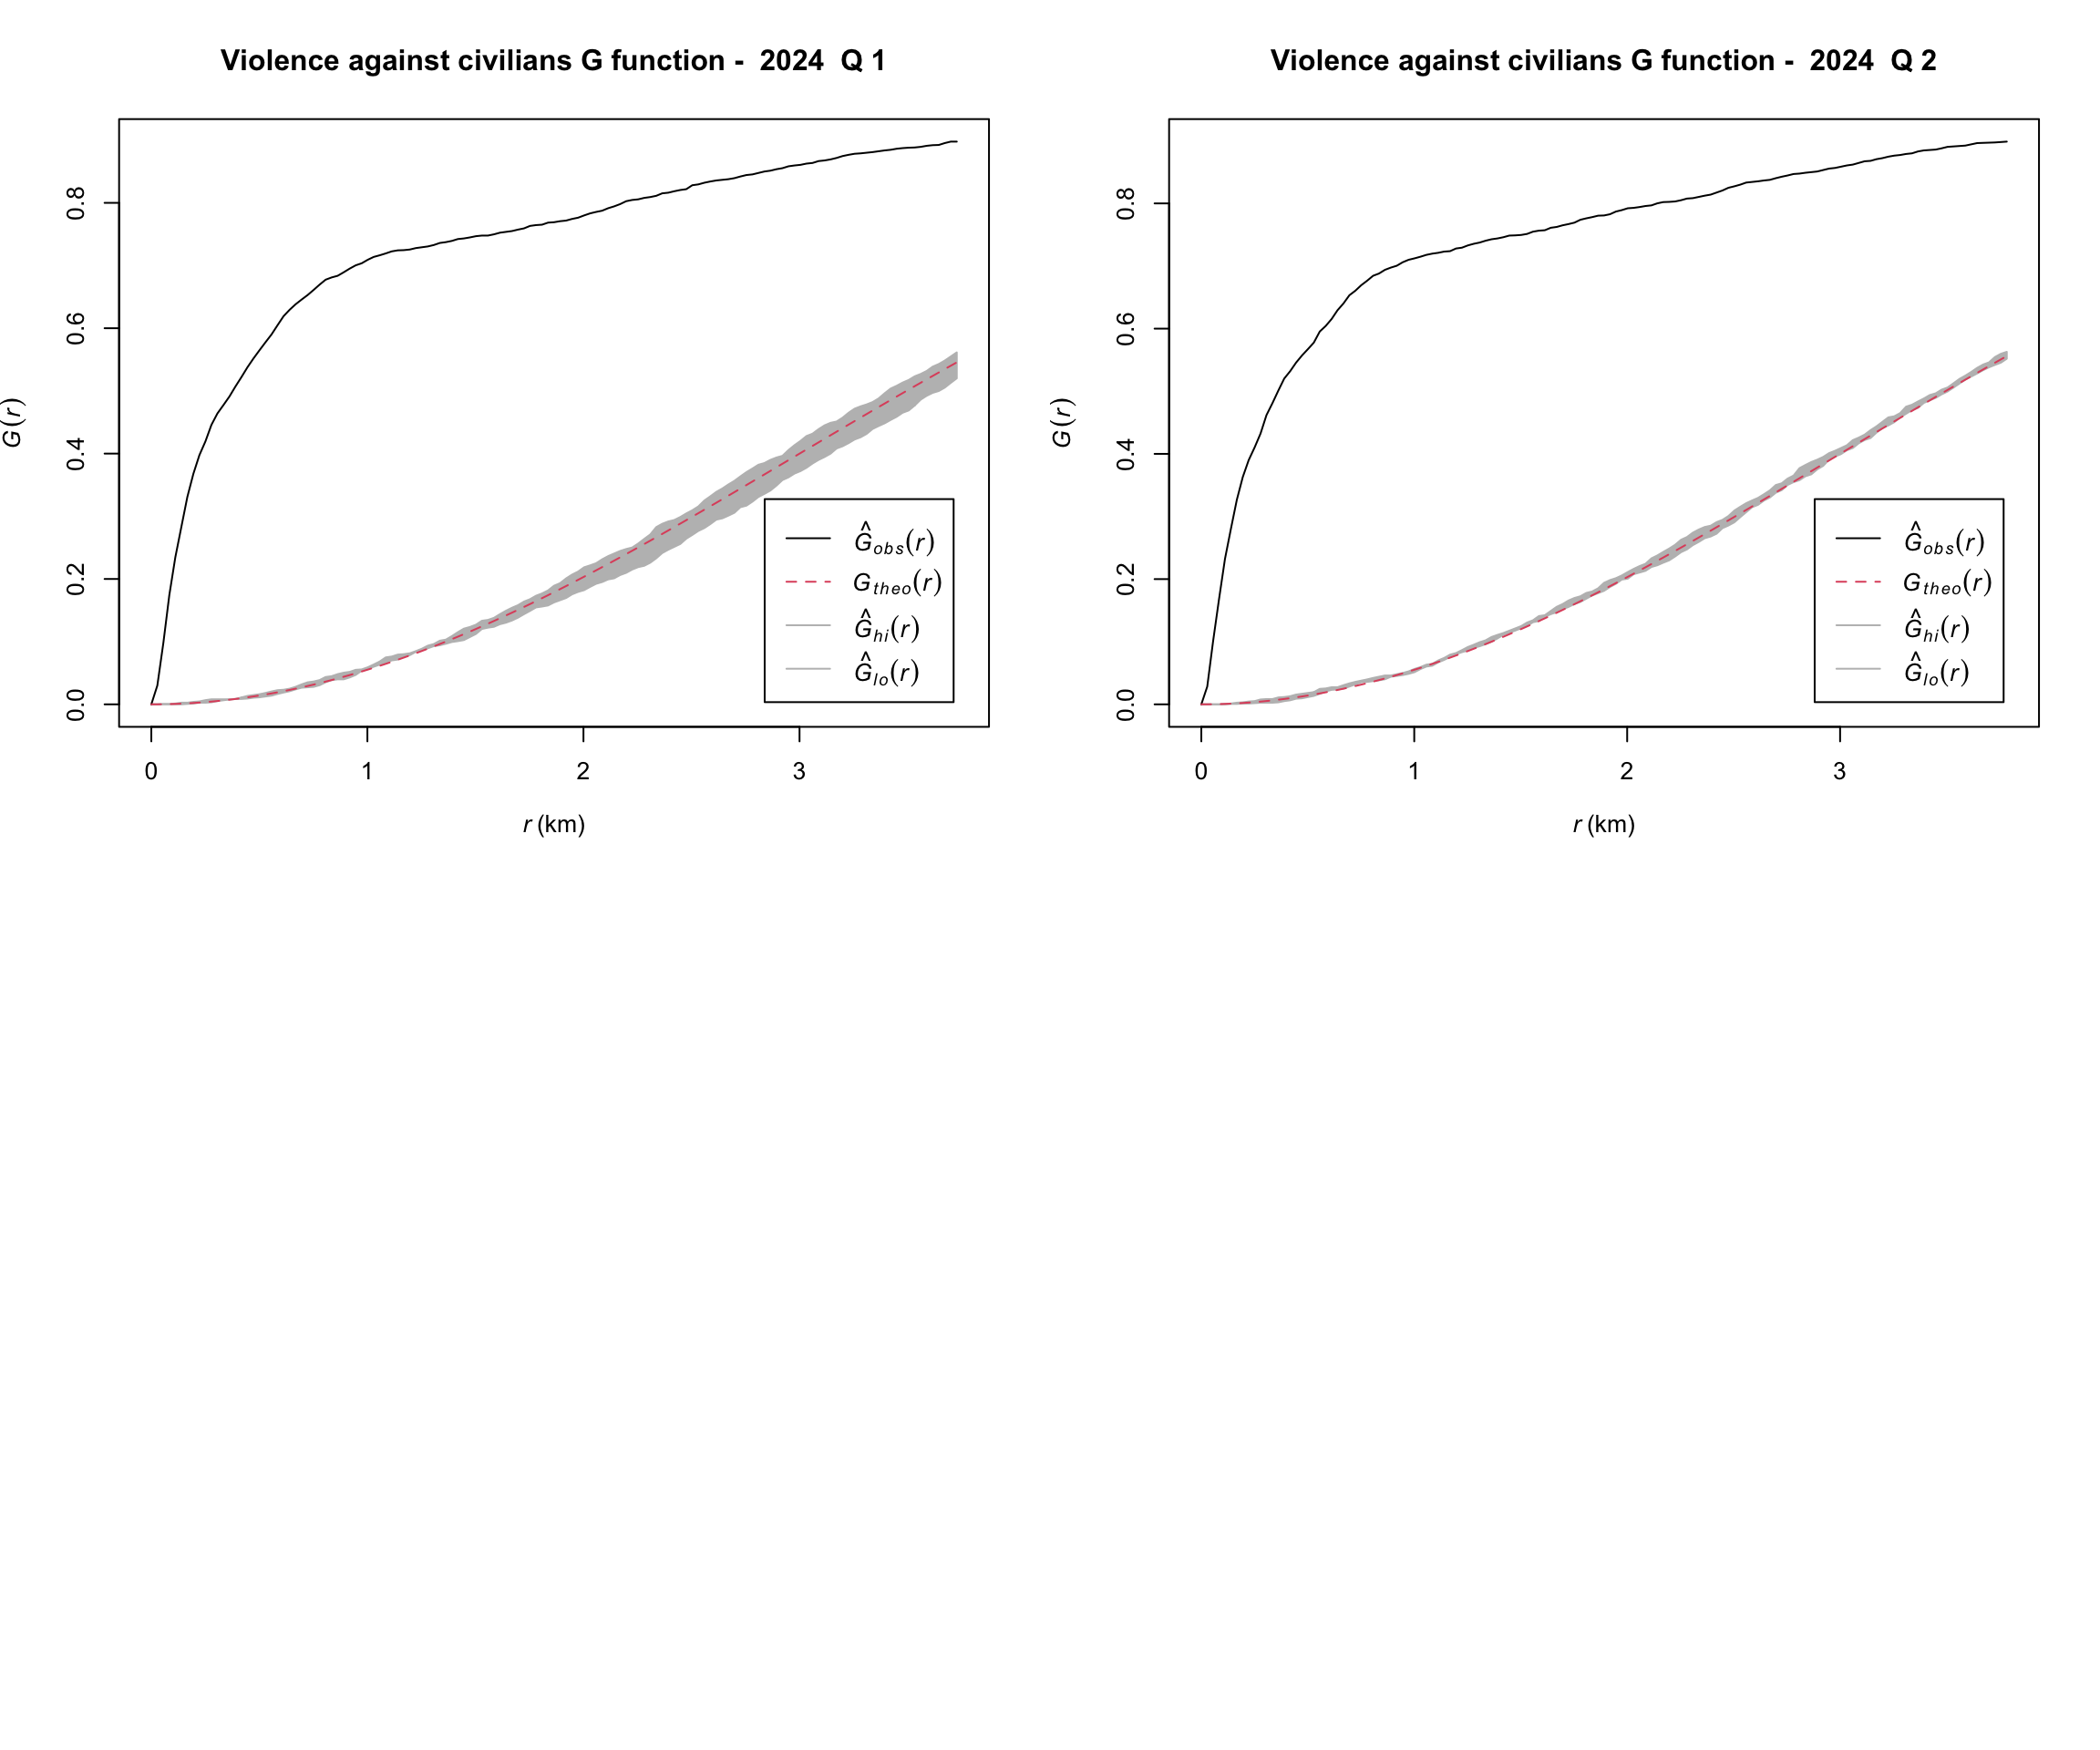 Violence against civilians G function -  2024  Q 1
G(r)
0.0 0.2 0.4 0.6 0.8
Ĝobs(r)
Gtheo(r)
Ĝhi(r)
Ĝlo(r)
0 1 2 3
r (km)
Violence against civilians G function -  2024  Q 2
G(r)
0.0 0.2 0.4 0.6 0.8
Ĝobs(r)
Gtheo(r)
Ĝhi(r)
Ĝlo(r)
0 1 2 3
r (km)